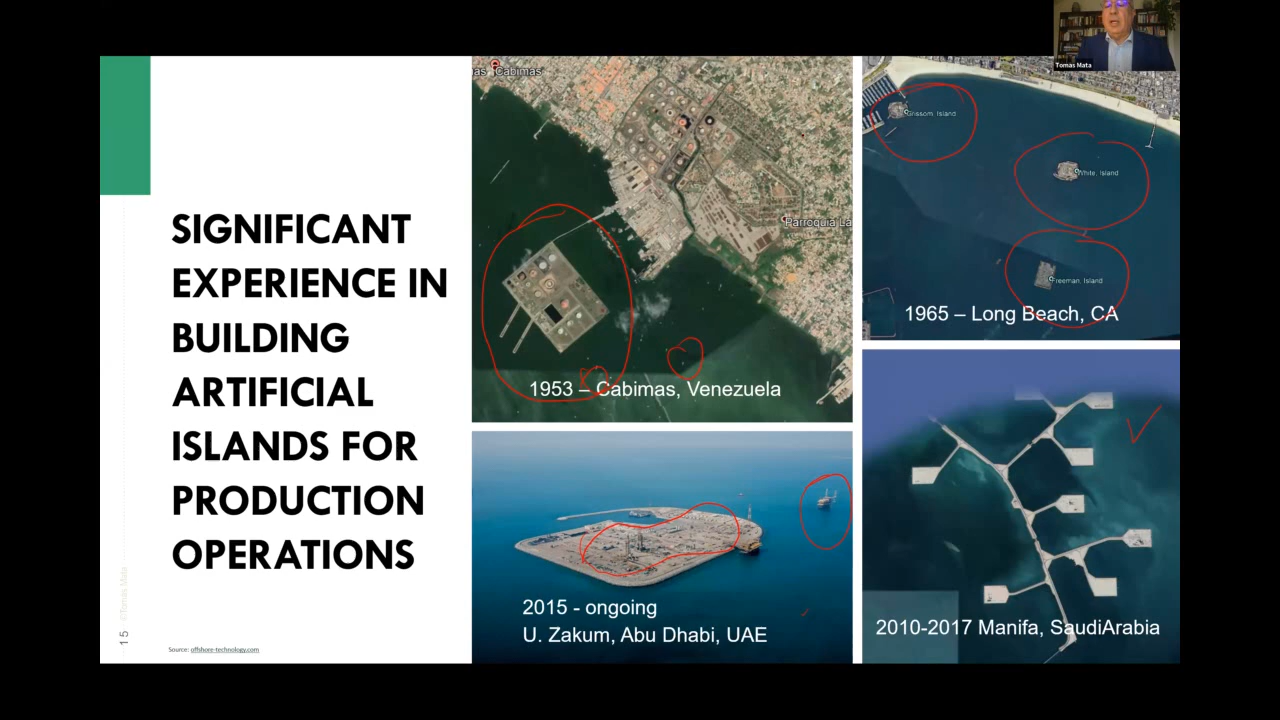 Tomas Mata
SIGNIFICANT
EXPERIENCE IN
BUILDING
ARTIFICIAL
ISLANDS FOR
PRODUCTION
OPERATIONS
Cabimas
Parroquia La
1953 – Cabimas, Venezuela
Grissom, Island
White, Island
Freeman, Island
1965 – Long Beach, CA
2015 - ongoing
U. Zakum, Abu Dhabi, UAE
2010-2017 Manifa, SaudiArabia
©Tomás Mata
15
Source: offshore-technology.com